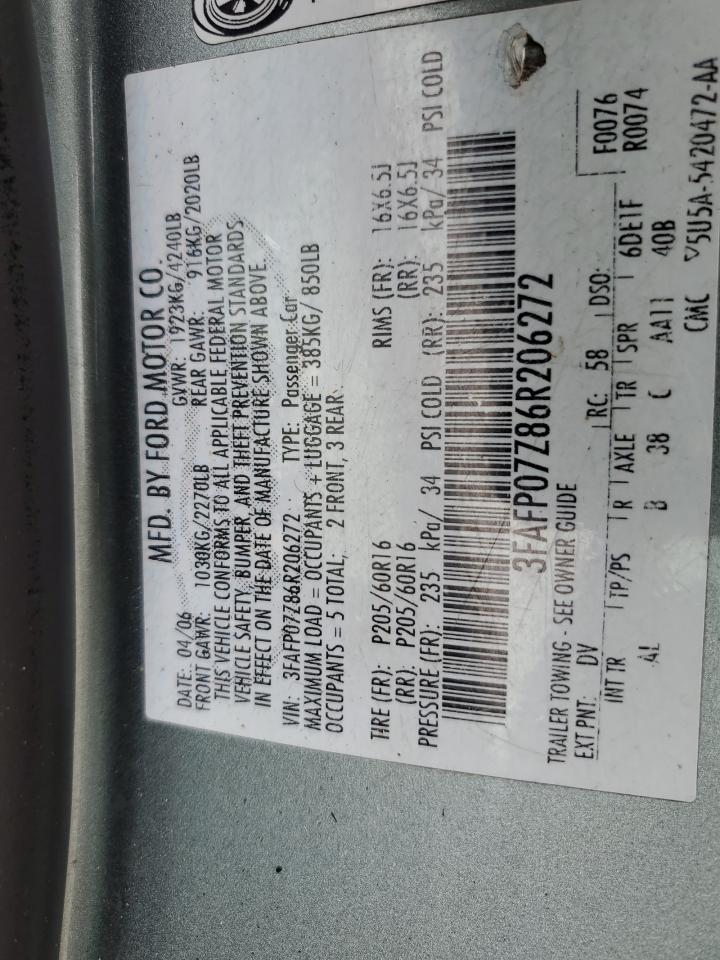 MFD. BY FORD MOTOR CO.
DATE: 04/06 GVWR: 1923KG/4240LB
FRONT GAWR: 1030KG/2270LB REAR GAWR: 916KG/2020LB
THIS VEHICLE CONFORMS TO ALL APPLICABLE FEDERAL MOTOR
VEHICLE SAFETY, BUMPER, AND THEFT PREVENTION STANDARDS
IN EFFECT ON THE DATE OF MANUFACTURE SHOWN ABOVE.
VIN: 3FAFP07Z86R206272 TYPE: Passenger Car
MAXIMUM LOAD = OCCUPANTS + LUGGAGE = 385KG/ 850LB
OCCUPANTS = 5 TOTAL; 2 FRONT, 3 REAR
TIRE (FR): P205/60R16 RIMS (FR): 16X6.5J
(RR): P205/60R16 (RR): 16X6.5J
PRESSURE (FR): 235 kPa/ 34 PSI COLD (RR): 235 kPa/ 34 PSI COLD
3FAFP07Z86R206272
TRAILER TOWING - SEE OWNER GUIDE F0076
EXT PNT: DV RC: 58 DSO: R0074
INT TR TP/PS R AXLE TR SPR 6DE1F
AL B 38 C AA11 40B
CMC ▽5U5A-5420472-AA